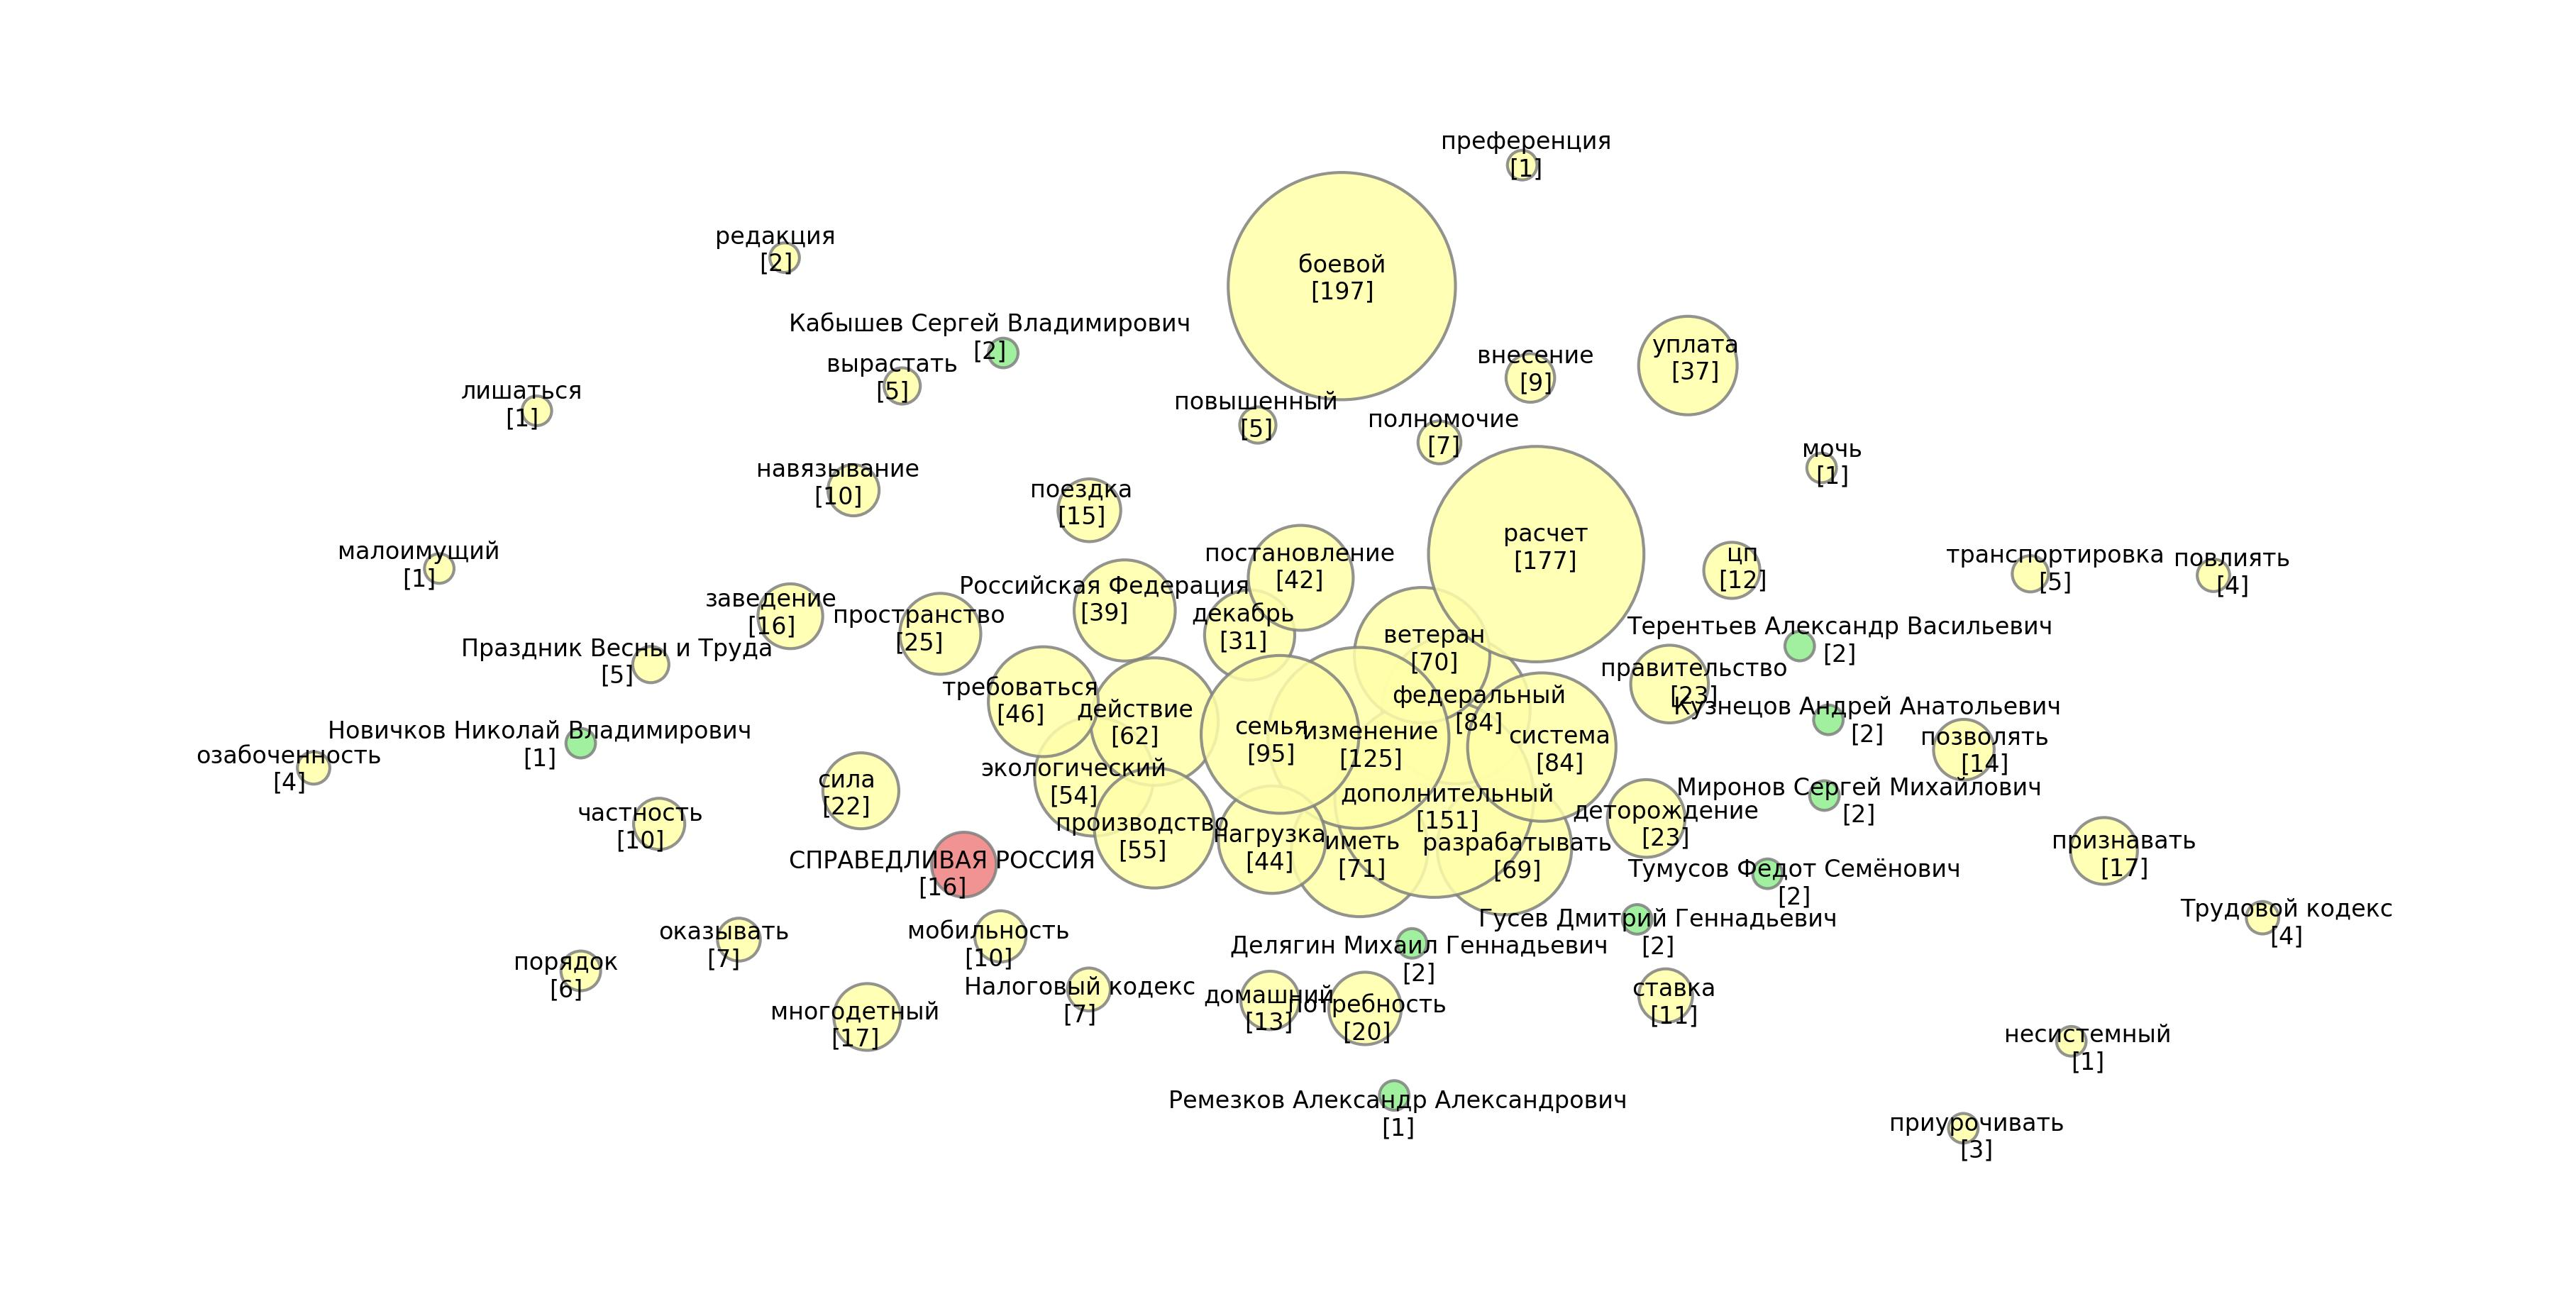 преференция
[1]
редакция
[2]
боевой
[197]
Кабышев Сергей Владимирович
[2]
вырастать
[5]
внесение
[9]
уплата
[37]
лишаться
[1]
повышенный
[5]
полномочие
[7]
мочь
[1]
навязывание
[10]
поездка
[15]
расчет
[177]
малоимущий
[1]
постановление
[42]
цп
[12]
транспортировка
[5]
повлиять
[4]
заведение
[16]
пространство
[25]
Российская Федерация
[39]
декабрь
[31]
ветеран
[70]
Терентьев Александр Васильевич
[2]
Праздник Весны и Труда
[5]
правительство
[23]
требоваться
[46]
действие
[62]
федеральный
[84]
Кузнецов Андрей Анатольевич
[2]
Новичков Николай Владимирович
[1]
семья
[95]
изменение
[125]
система
[84]
позволять
[14]
озабоченность
[4]
экологический
[54]
сила
[22]
Миронов Сергей Михайлович
[2]
дополнительный
[151]
деторождение
[23]
частность
[10]
производство
[55]
нагрузка
[44]
иметь
[71]
разрабатывать
[69]
признавать
[17]
СПРАВЕДЛИВАЯ РОССИЯ
[16]
Тумусов Федот Семёнович
[2]
Трудовой кодекс
[4]
Гусев Дмитрий Геннадьевич
[2]
оказывать
[7]
мобильность
[10]
Делягин Михаил Геннадьевич
[2]
порядок
[6]
Налоговый кодекс
[7]
домашний
[13]
потребность
[20]
ставка
[11]
многодетный
[17]
несистемный
[1]
Ремезков Александр Александрович
[1]
приурочивать
[3]